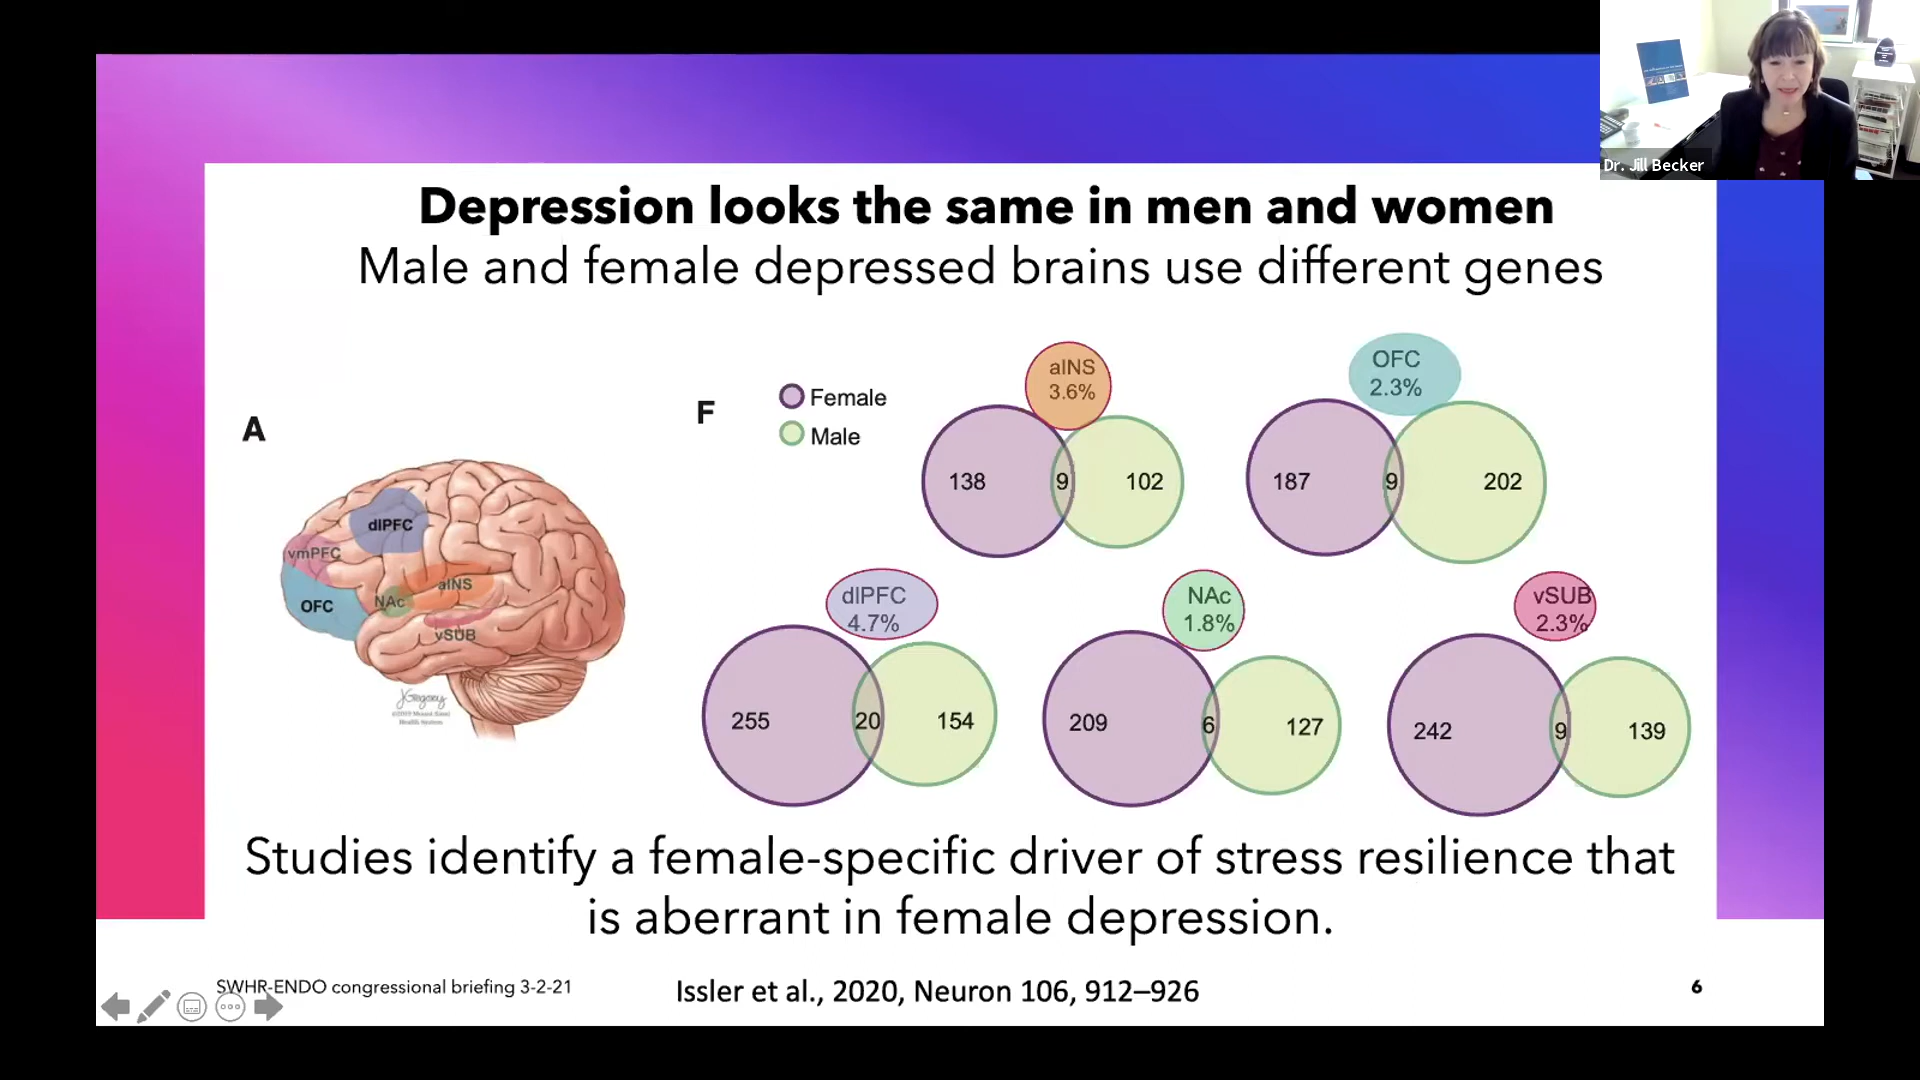 Dr. Jill Becker
Depression looks the same in men and women
Male and female depressed brains use different genes
A
dlPFC
vmPFC
aINS
NAc
OFC
vSUB
F
Female
Male
aINS
3.6%
138
9
102
OFC
2.3%
187
9
202
dlPFC
4.7%
255
20
154
NAc
1.8%
209
6
127
vSUB
2.3%
242
9
139
Studies identify a female-specific driver of stress resilience that
is aberrant in female depression.
SWHR-ENDO congressional briefing 3-2-21
Issler et al., 2020, Neuron 106, 912–926
6